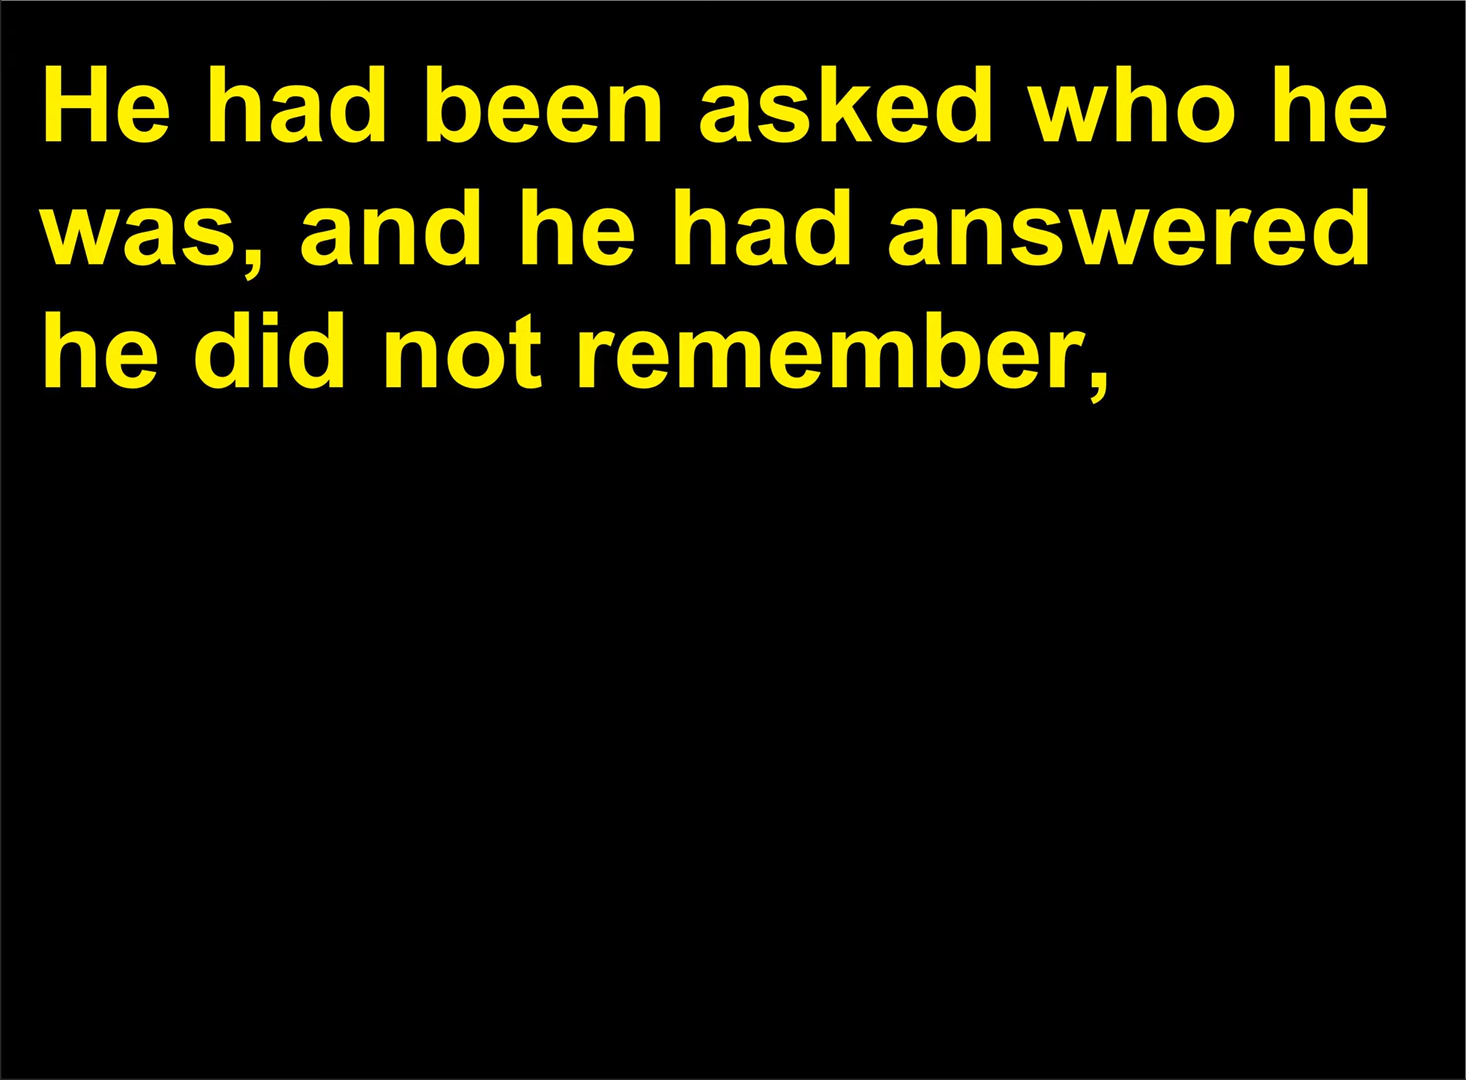 He had been asked who he
was, and he had answered
he did not remember,